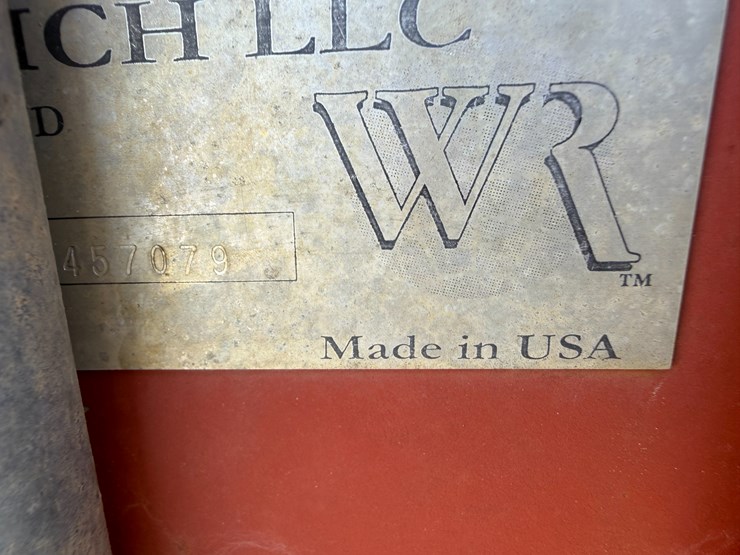 ICH LLC
D
WR
TM
457079
Made in USA